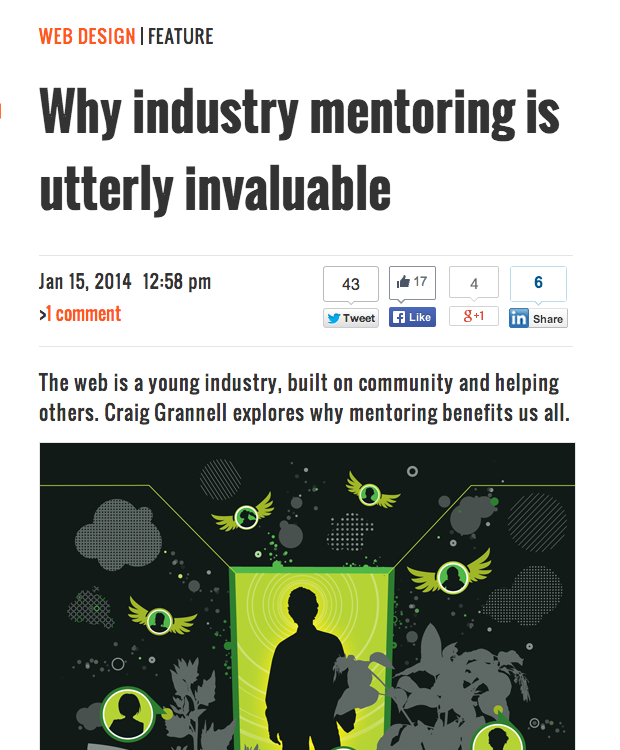 WEB DESIGN | FEATURE
Why industry mentoring is
utterly invaluable
Jan 15, 2014 12:58 pm
>1 comment
43 17 4 6
Tweet Like g+1 in Share
The web is a young industry, built on community and helping
others. Craig Grannell explores why mentoring benefits us all.